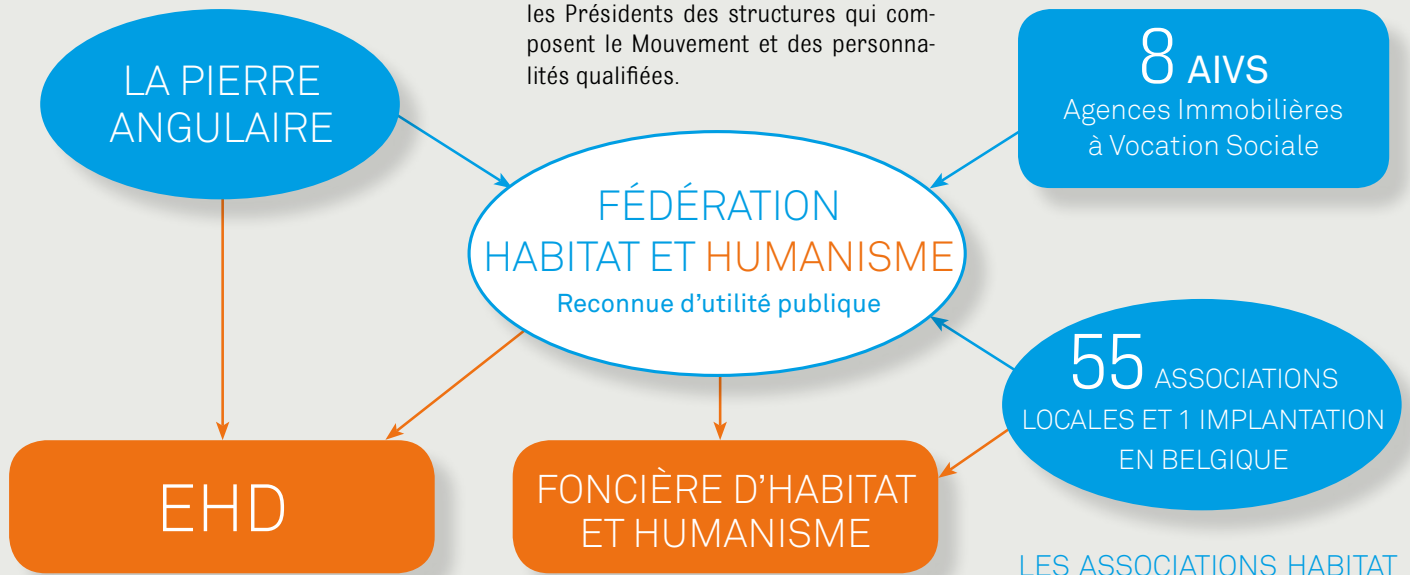 les Présidents des structures qui com-
posent le Mouvement et des personna-
lités qualifiées.
LA PIERRE
ANGULAIRE
8 AIVS
Agences Immobilières
à Vocation Sociale
FÉDÉRATION
HABITAT ET HUMANISME
Reconnue d'utilité publique
55 ASSOCIATIONS
LOCALES ET 1 IMPLANTATION
EN BELGIQUE
EHD
FONCIÈRE D'HABITAT
ET HUMANISME
LES ASSOCIATIONS HABITAT